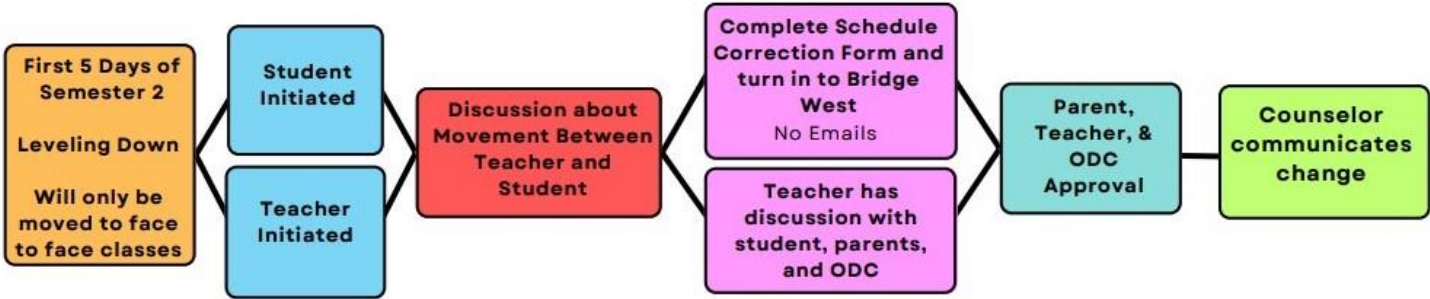 First 5 Days of
Semester 2
Leveling Down
Will only be
moved to face
to face classes
Student
Initiated
Teacher
Initiated
Discussion about
Movement Between
Teacher and
Student
Complete Schedule
Correction Form and
turn in to Bridge
West
No Emails
Teacher has
discussion with
student, parents,
and ODC
Parent,
Teacher, &
ODC
Approval
Counselor
communicates
change